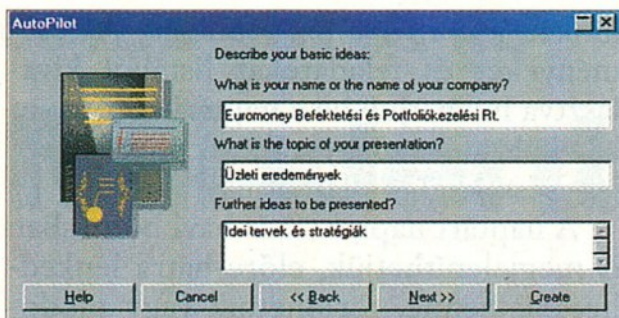 AutoPilot
Describe your basic ideas:
What is your name or the name of your company?
Euromoney Befektetési és Portfoliókezelési Rt.
What is the topic of your presentation?
Üzleti eredemények
Further ideas to be presented?
Idei tervek és stratégiák
Help Cancel << Back Next >> Create